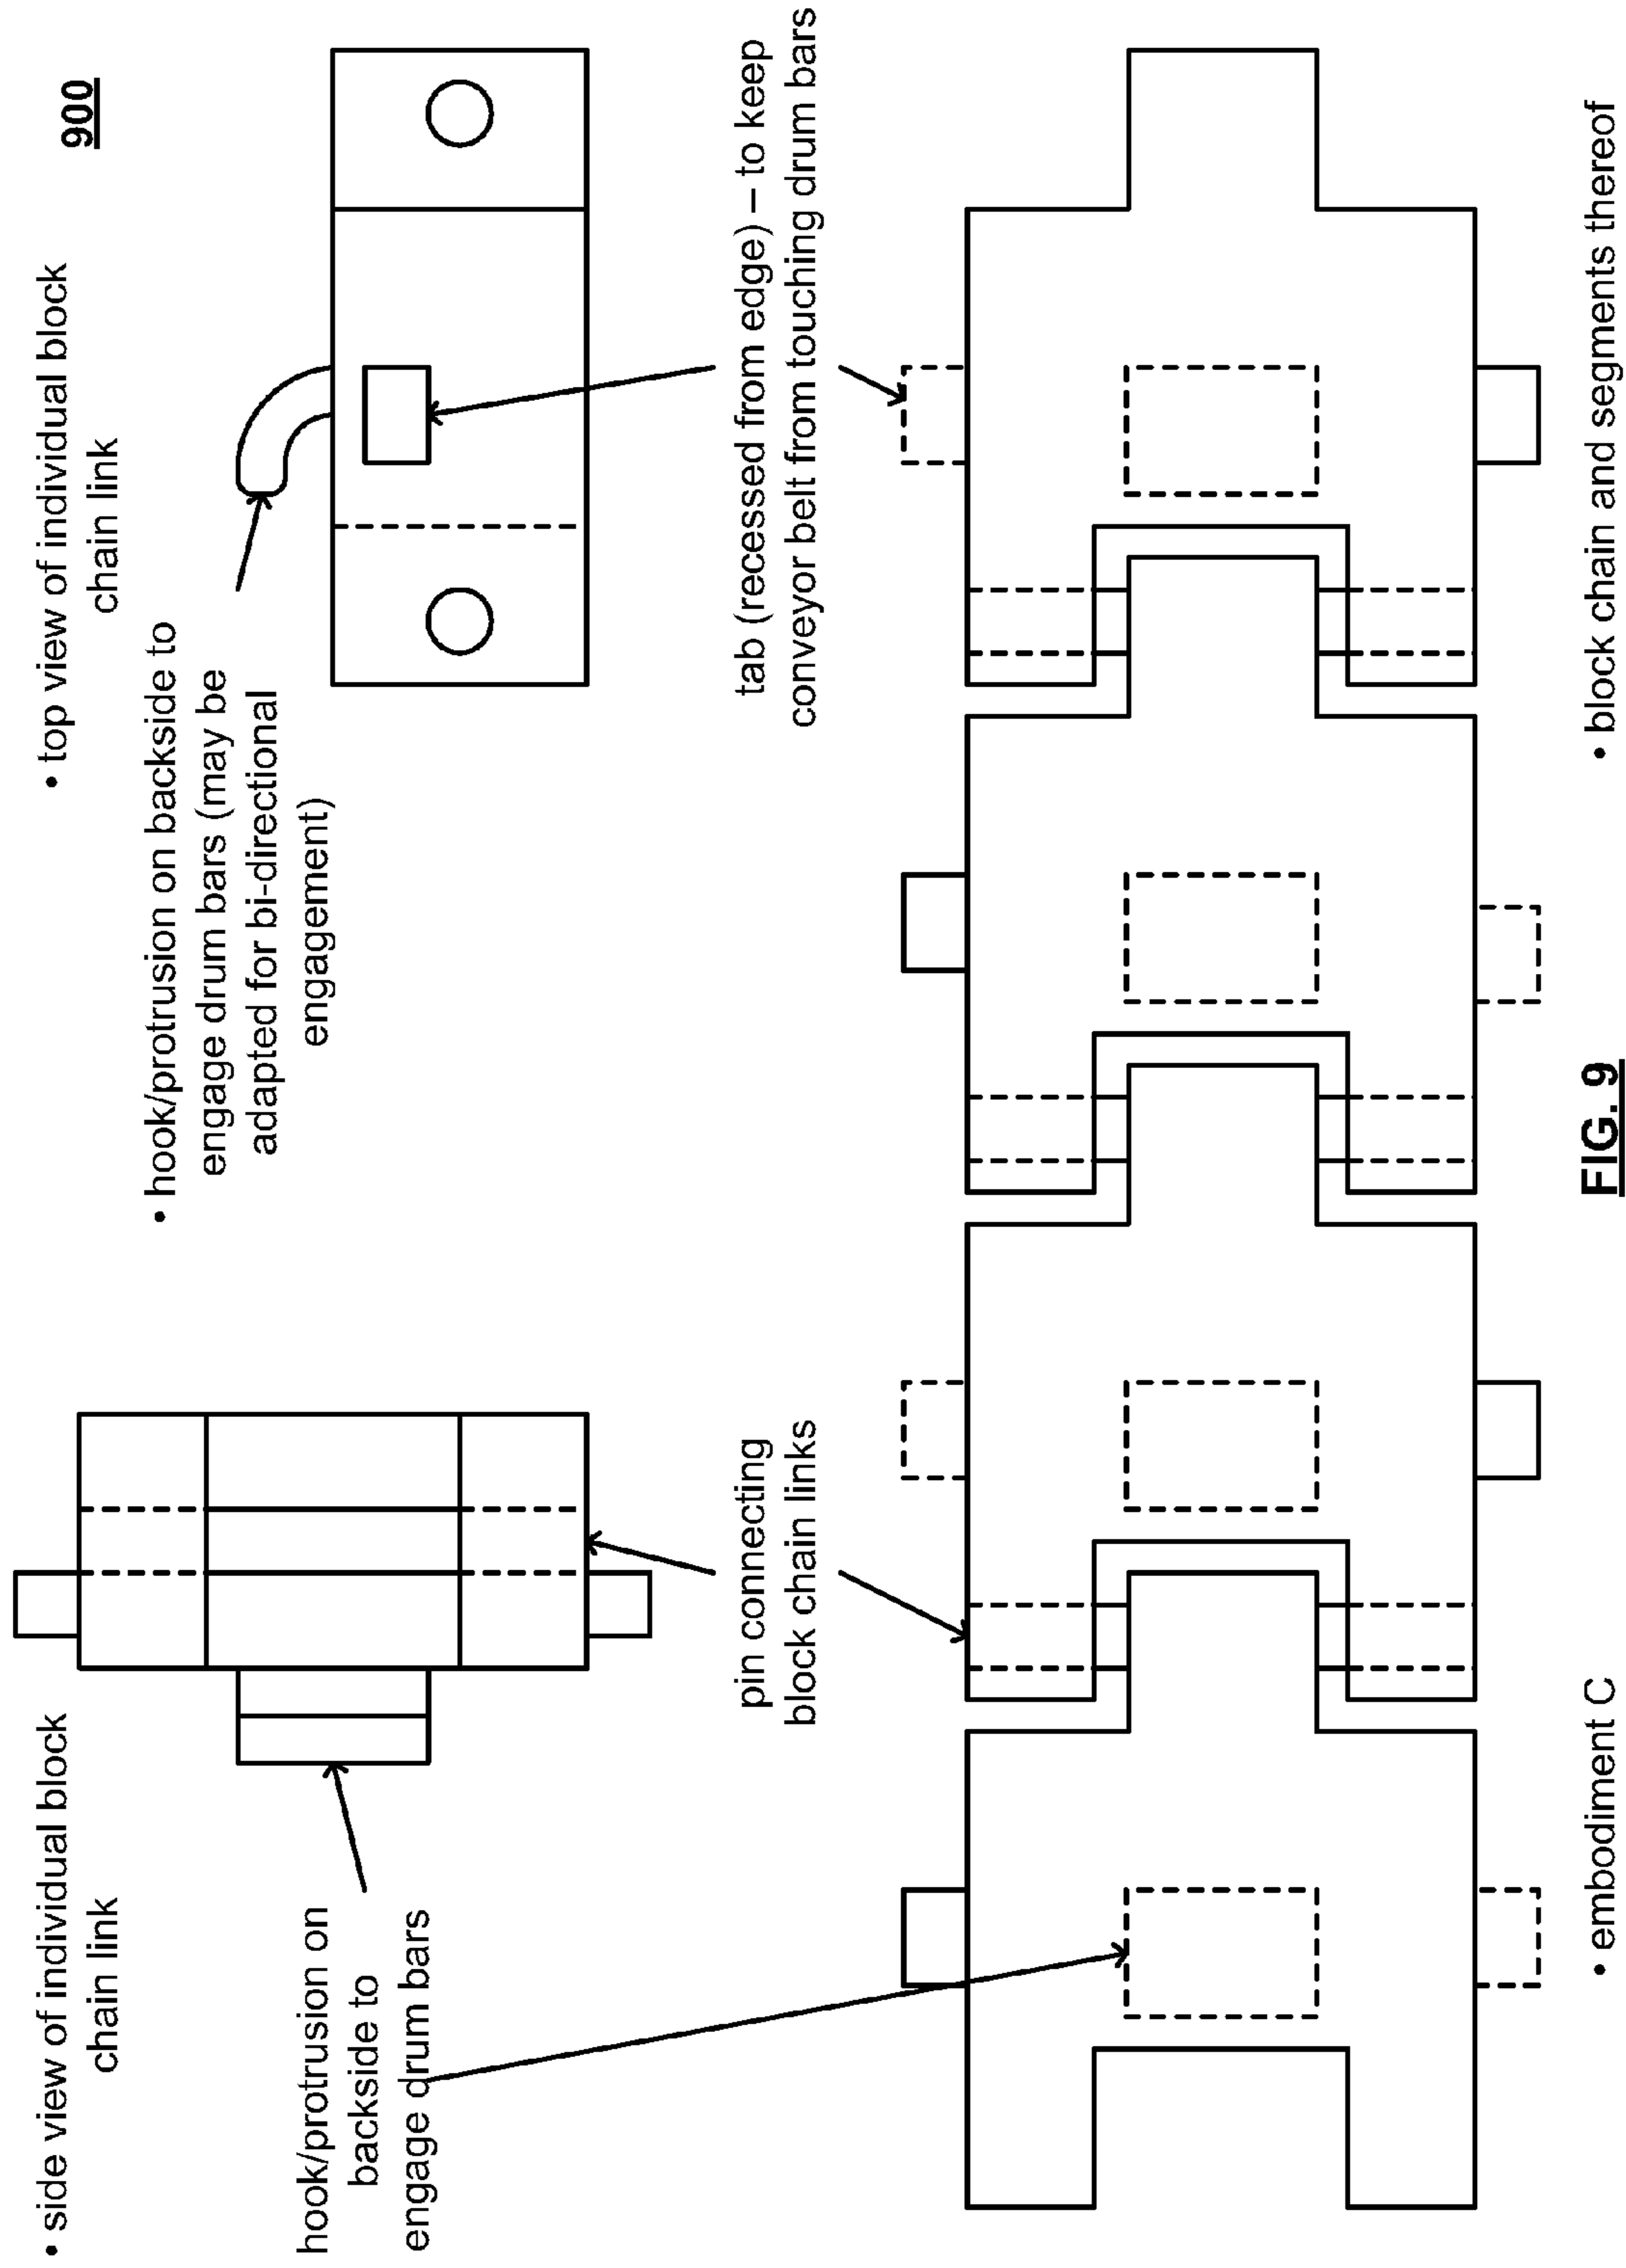 900
• side view of individual block
chain link
• top view of individual block
chain link
• hook/protrusion on backside to
engage drum bars (may be
adapted for bi-directional
engagement)
hook/protrusion on
backside to
engage drum bars
pin connecting
block chain links
tab (recessed from edge) – to keep
conveyor belt from touching drum bars
• embodiment C
• block chain and segments thereof
FIG. 9